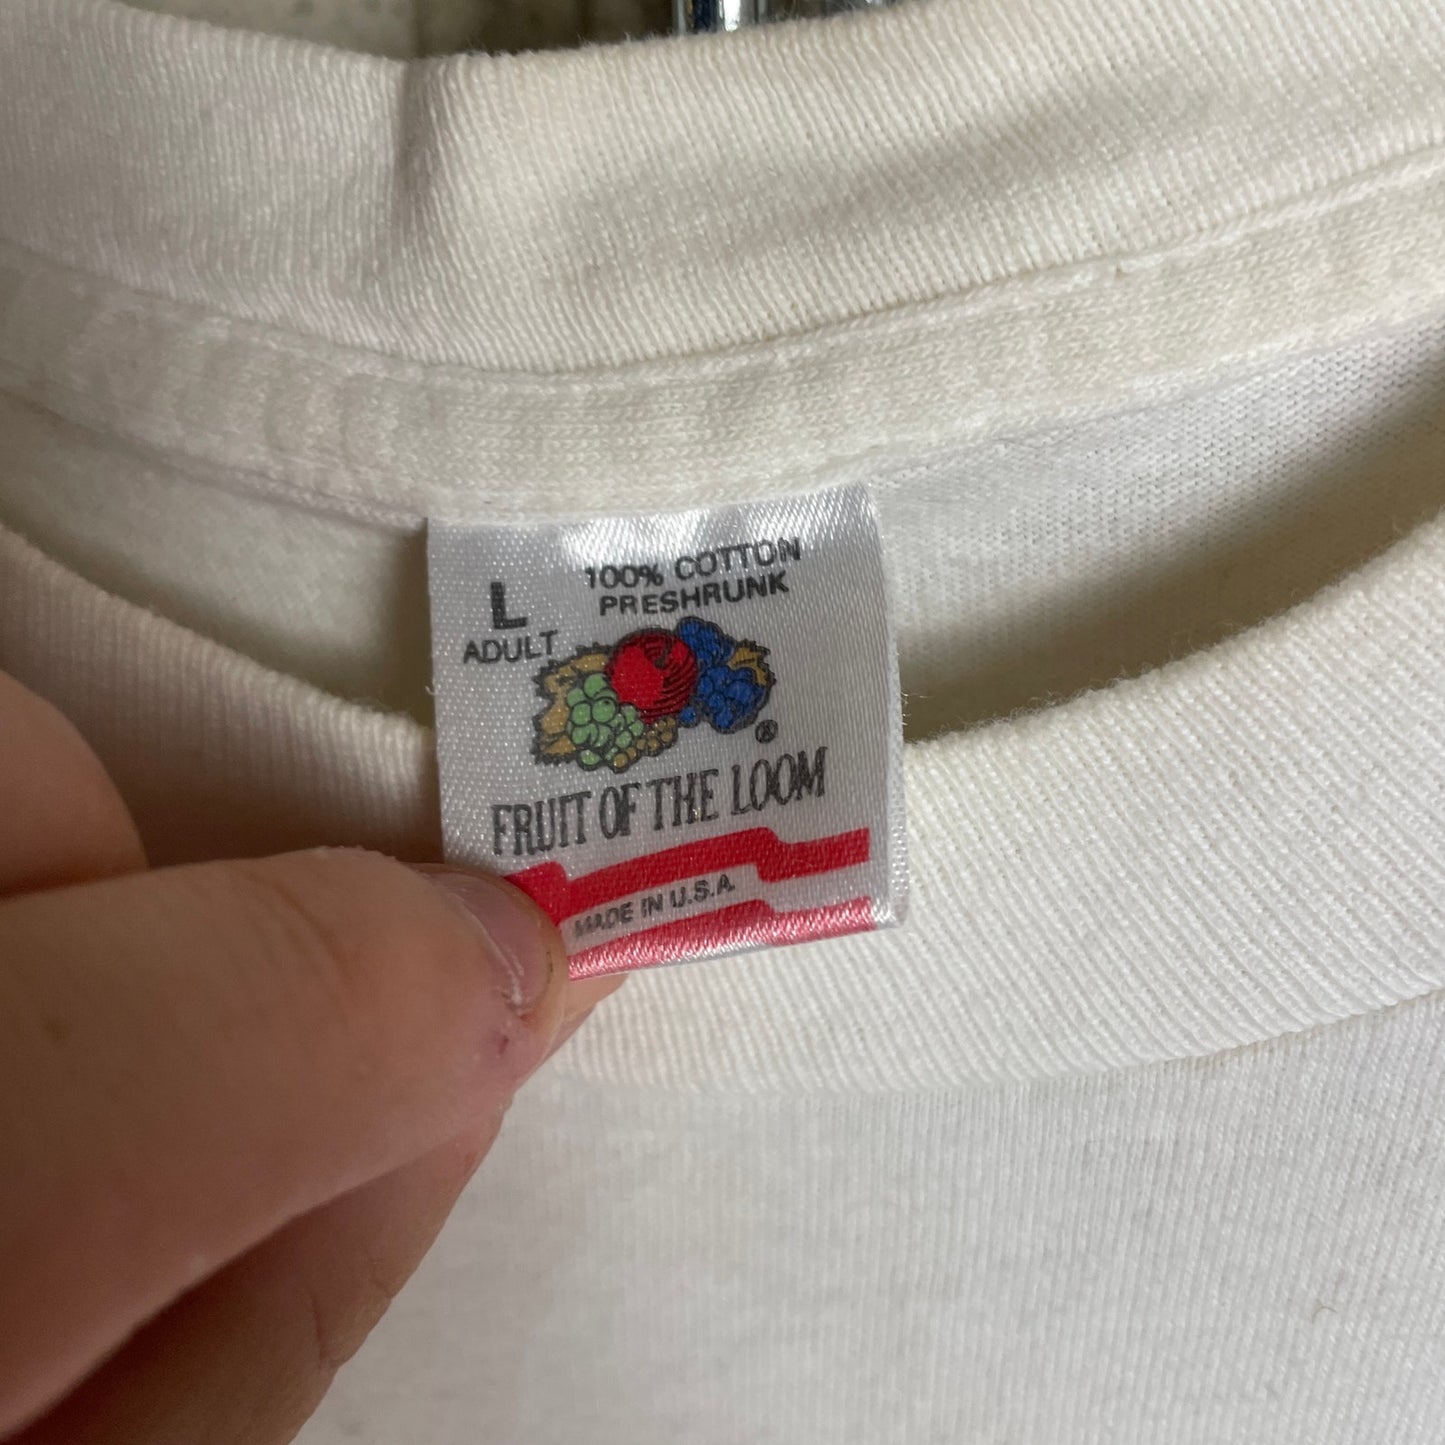 100% COTTON
PRESHRUNK
L
ADULT
®
FRUIT OF THE LOOM
MADE IN U.S.A.